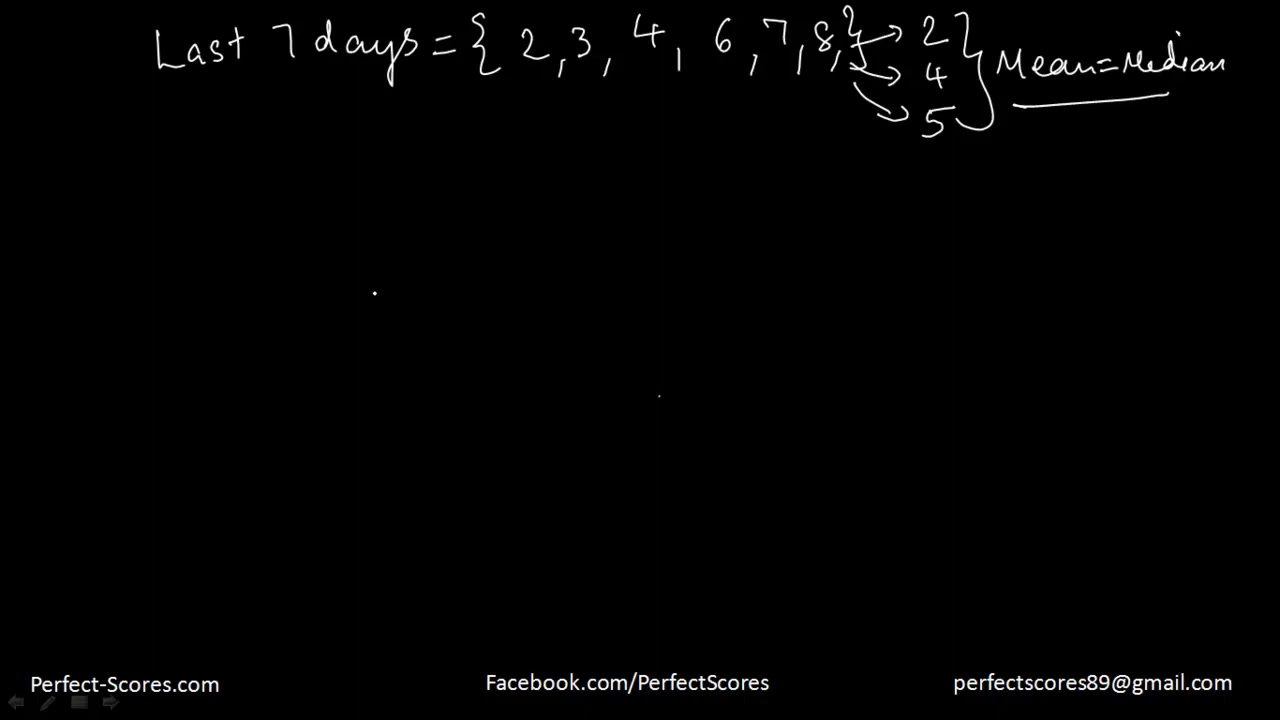 Last 7 days = { 2, 3, 4, 6, 7, 8, } → 2 } Mean = Median
→ 4
→ 5
Perfect-Scores.com Facebook.com/PerfectScores perfectscores89@gmail.com